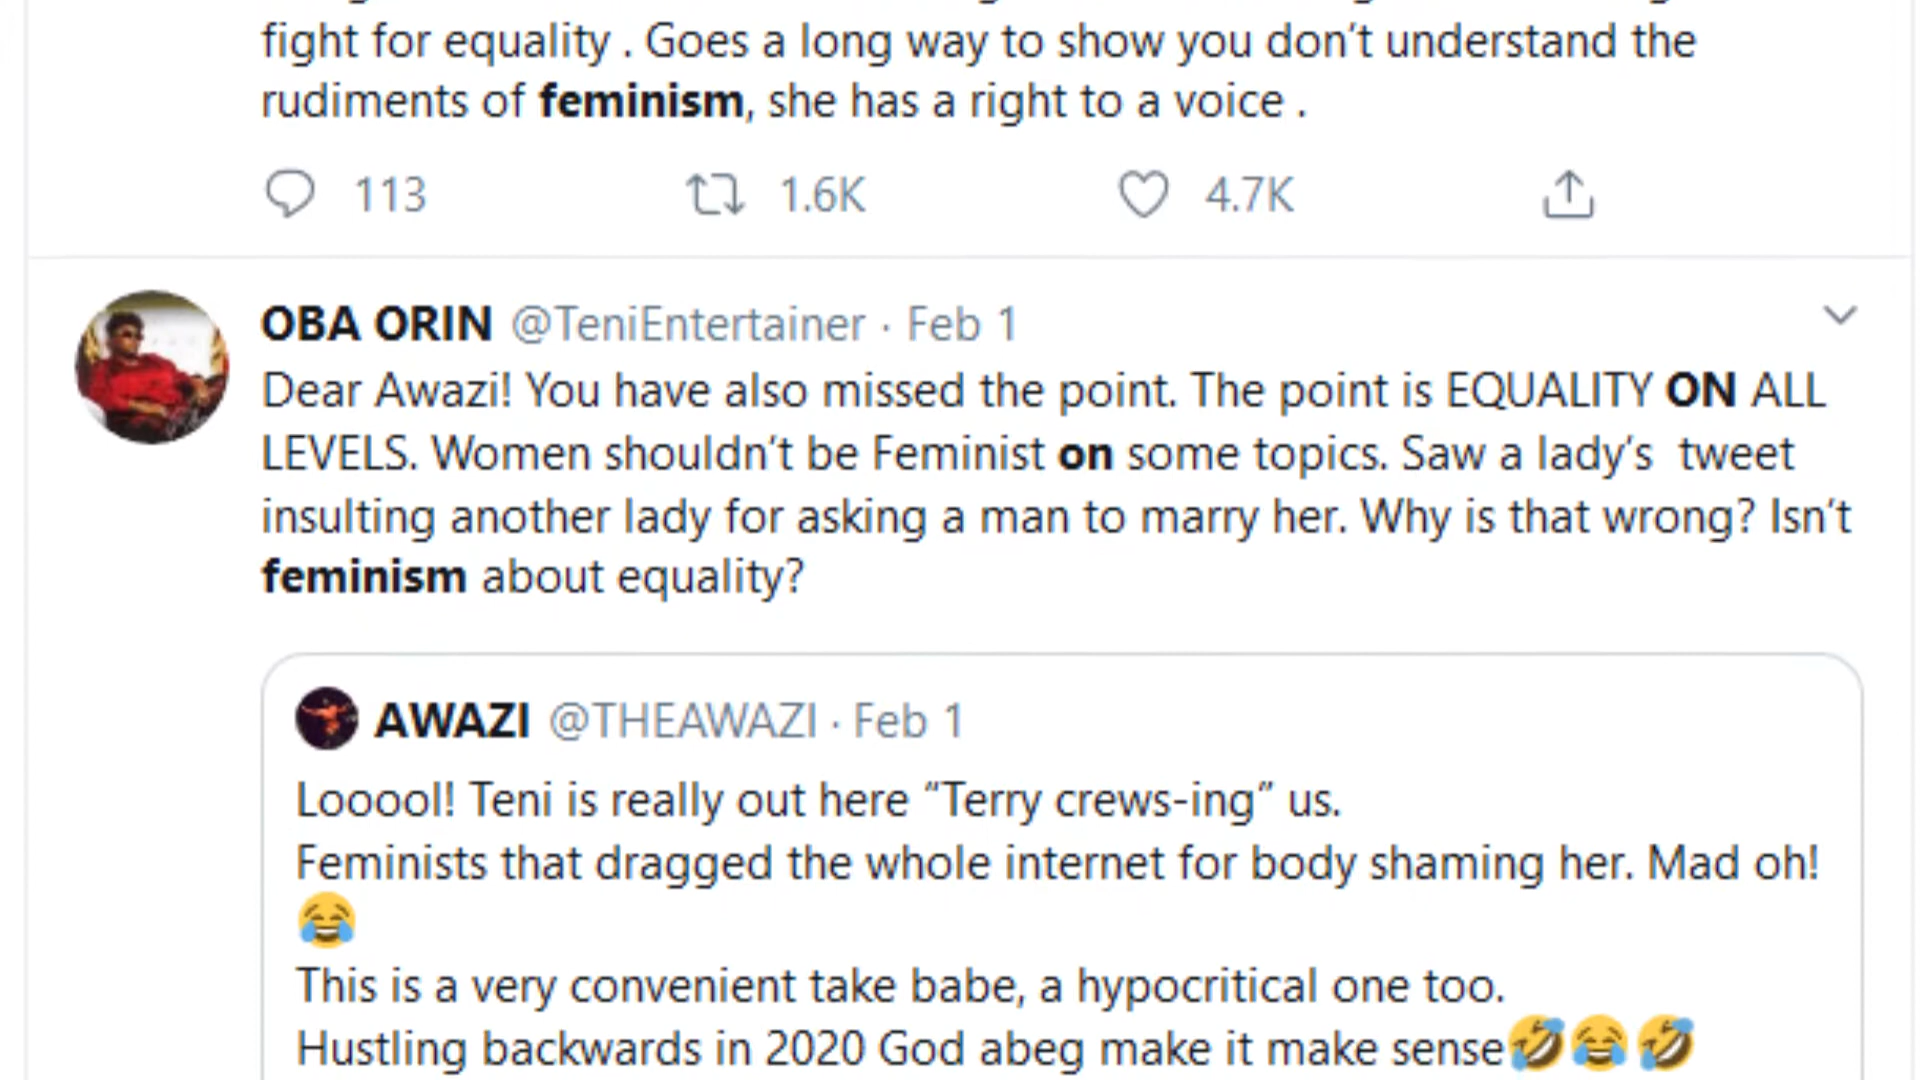 fight for equality . Goes a long way to show you don’t understand the
rudiments of feminism, she has a right to a voice .
113 1.6K 4.7K
OBA ORIN @TeniEntertainer · Feb 1
Dear Awazi! You have also missed the point. The point is EQUALITY ON ALL
LEVELS. Women shouldn’t be Feminist on some topics. Saw a lady’s  tweet
insulting another lady for asking a man to marry her. Why is that wrong? Isn’t
feminism about equality?
AWAZI @THEAWAZI · Feb 1
Looool! Teni is really out here “Terry crews-ing” us.
Feminists that dragged the whole internet for body shaming her. Mad oh!
😂
This is a very convenient take babe, a hypocritical one too.
Hustling backwards in 2020 God abeg make it make sense🤣😂🤣